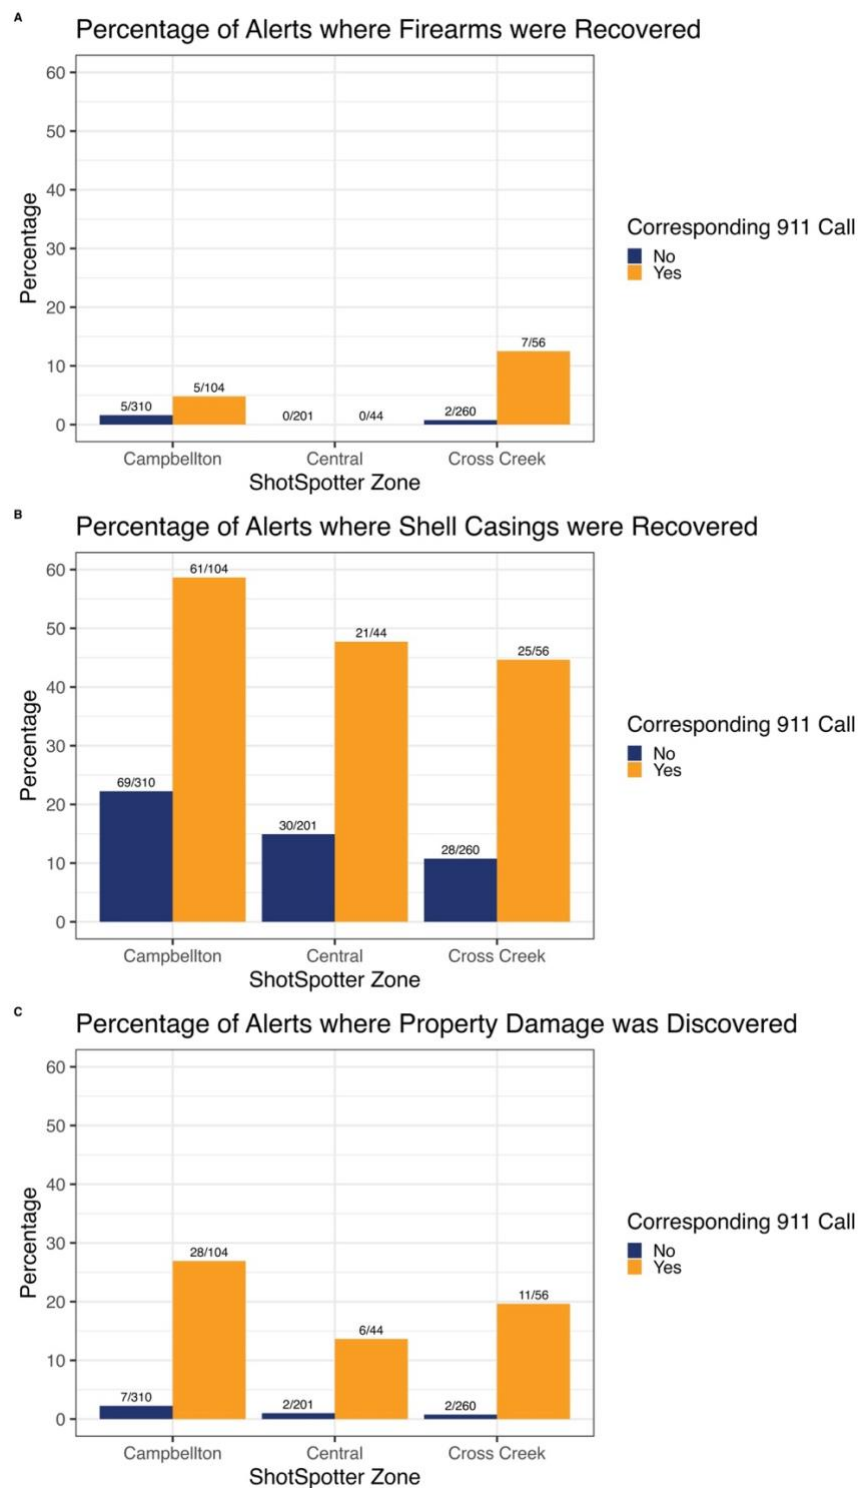 A
Percentage of Alerts where Firearms were Recovered
60
50
40
30
20
10
0
Percentage
5/310
5/104
0/201
0/44
2/260
7/56
Campbellton
Central
Cross Creek
ShotSpotter Zone
Corresponding 911 Call
No
Yes
B
Percentage of Alerts where Shell Casings were Recovered
60
50
40
30
20
10
0
Percentage
69/310
61/104
30/201
21/44
28/260
25/56
Campbellton
Central
Cross Creek
ShotSpotter Zone
Corresponding 911 Call
No
Yes
C
Percentage of Alerts where Property Damage was Discovered
60
50
40
30
20
10
0
Percentage
7/310
28/104
2/201
6/44
2/260
11/56
Campbellton
Central
Cross Creek
ShotSpotter Zone
Corresponding 911 Call
No
Yes